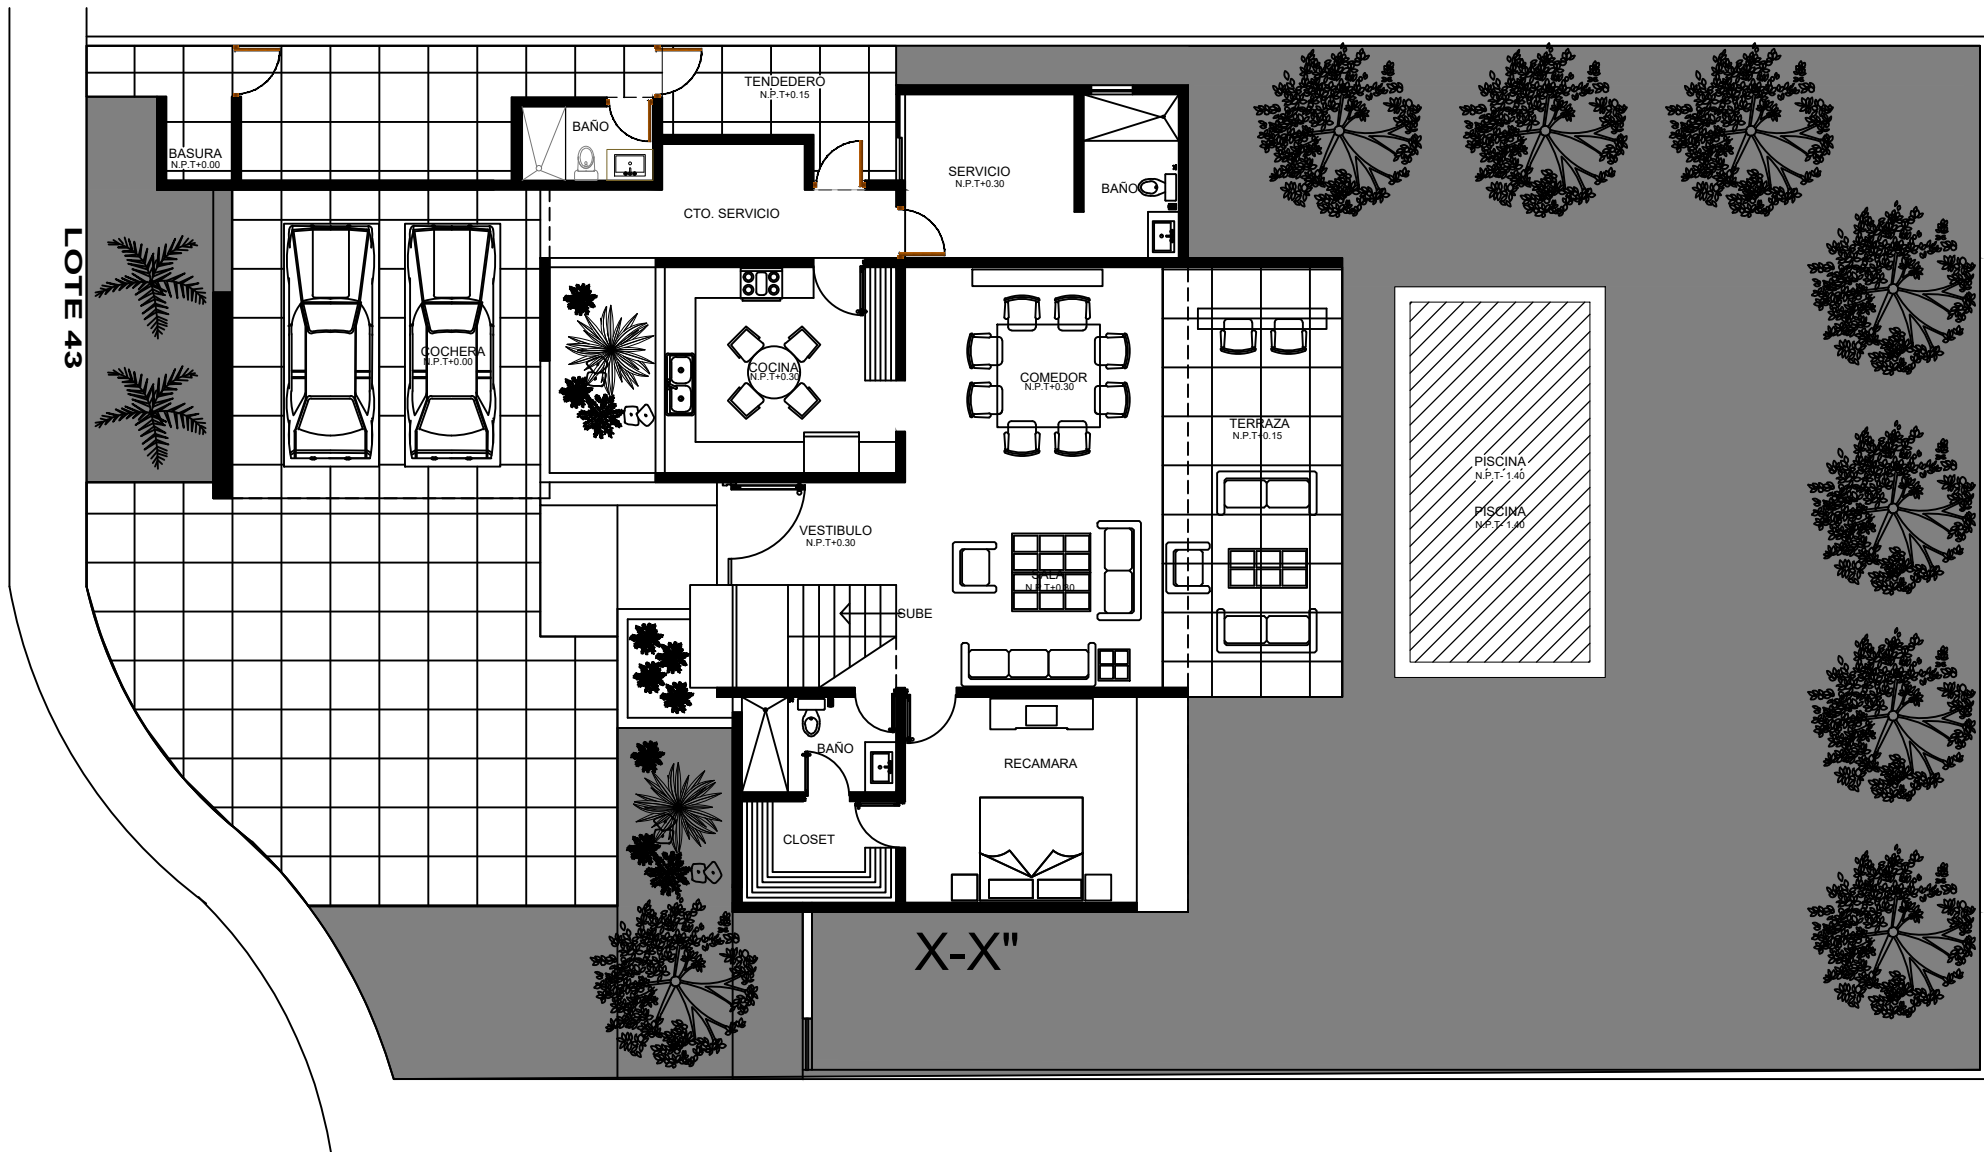 TENDEDERO
N.P.T+0.15
BAÑO
BASURA
N.P.T+0.00
SERVICIO
N.P.T+0.30
BAÑO
CTO. SERVICIO
LOTE 43
COCHERA
N.P.T+0.00
COCINA
N.P.T+0.30
COMEDOR
N.P.T+0.30
TERRAZA
N.P.T+0.15
PISCINA
N.P.T- 1.40
PISCINA
N.P.T- 1.40
VESTIBULO
N.P.T+0.30
SALA
N.P.T+0.30
SUBE
BAÑO
RECAMARA
CLOSET
X-X"